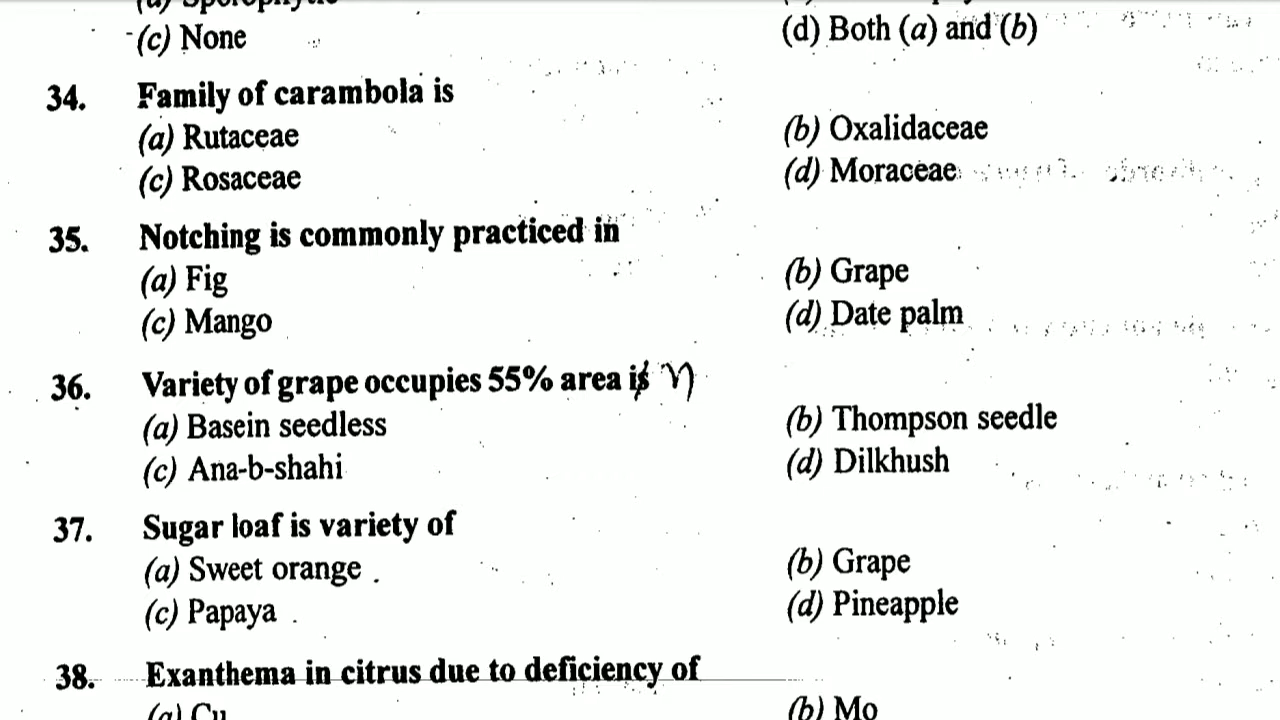 (a) Sporophytic
-(c) None (d) Both (a) and (b)
34. Family of carambola is
(a) Rutaceae (b) Oxalidaceae
(c) Rosaceae (d) Moraceae
35. Notching is commonly practiced in
(a) Fig (b) Grape
(c) Mango (d) Date palm
36. Variety of grape occupies 55% area is
(a) Basein seedless (b) Thompson seedle
(c) Ana-b-shahi (d) Dilkhush
37. Sugar loaf is variety of
(a) Sweet orange . (b) Grape
(c) Papaya . (d) Pineapple
38. Exanthema in citrus due to deficiency of
(a) Cu (b) Mo